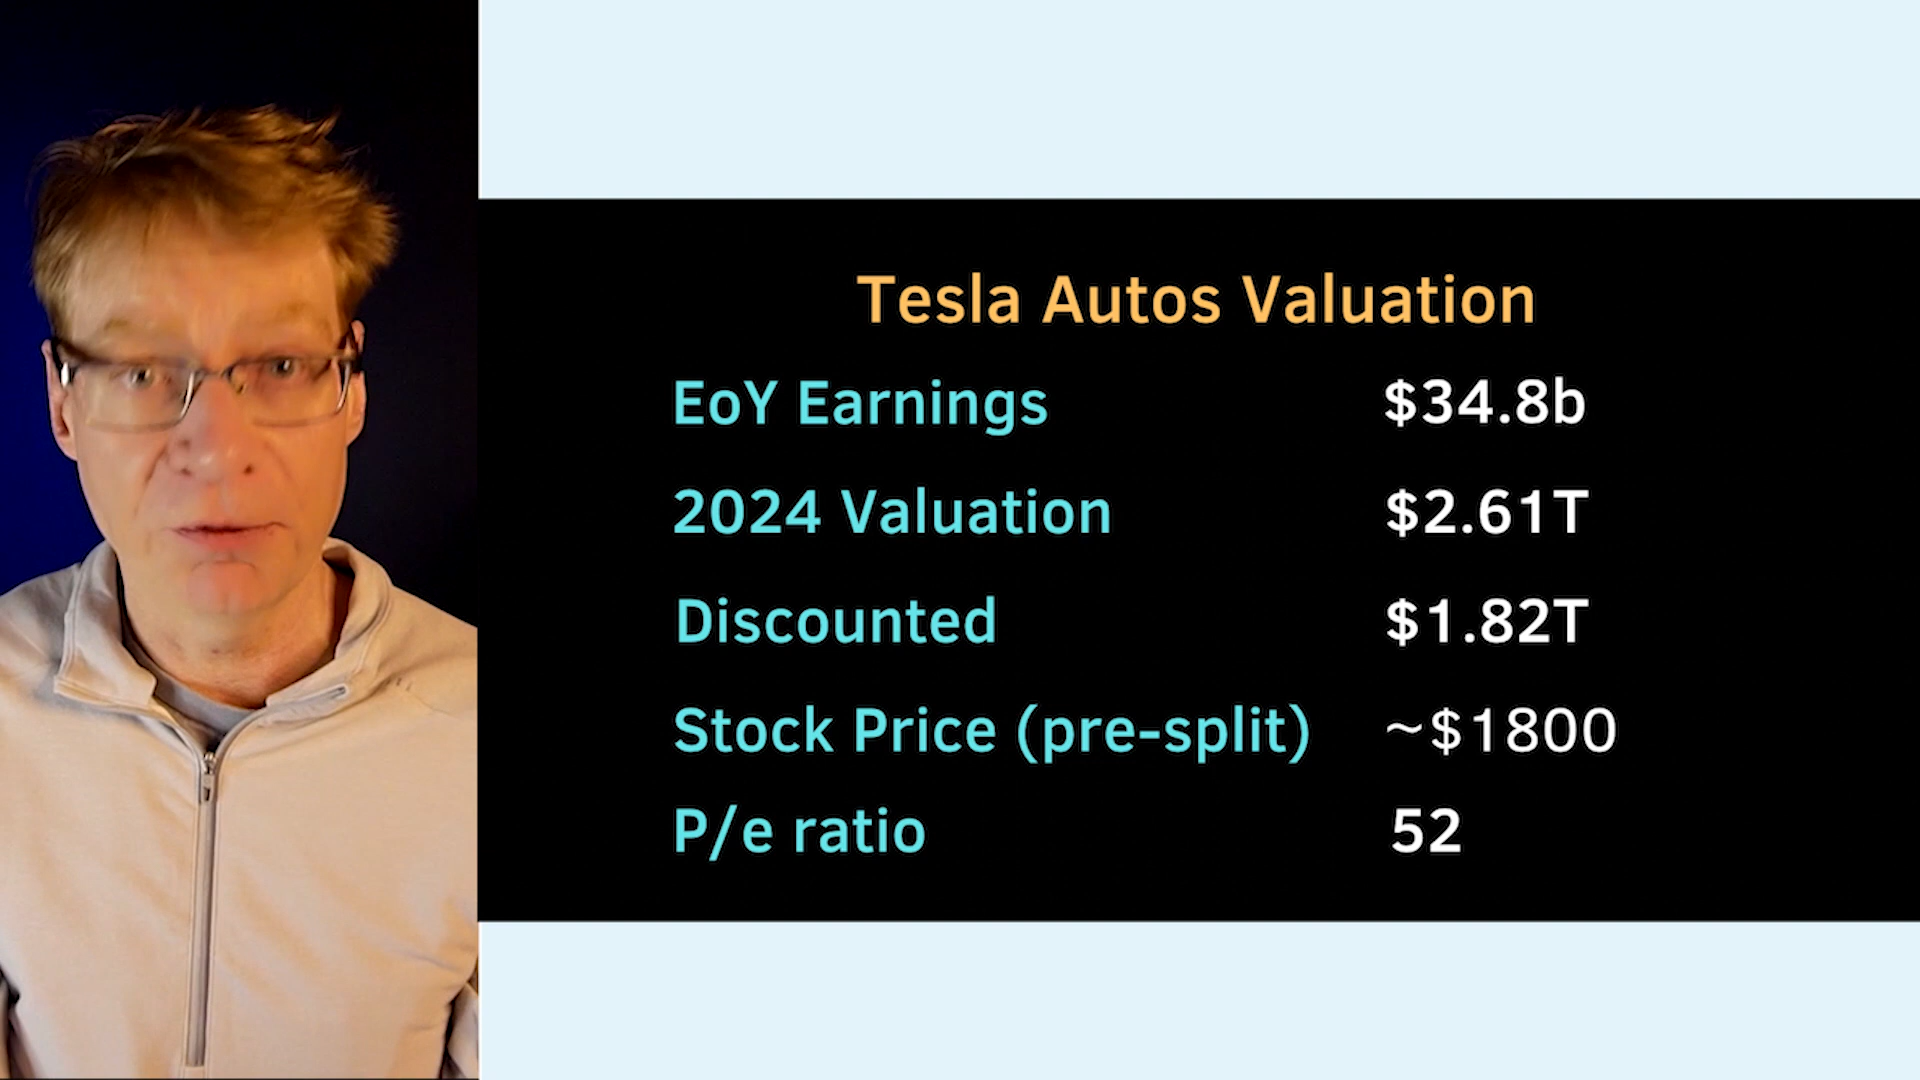 Tesla Autos Valuation
EoY Earnings $34.8b
2024 Valuation $2.61T
Discounted $1.82T
Stock Price (pre-split) ~$1800
P/e ratio 52